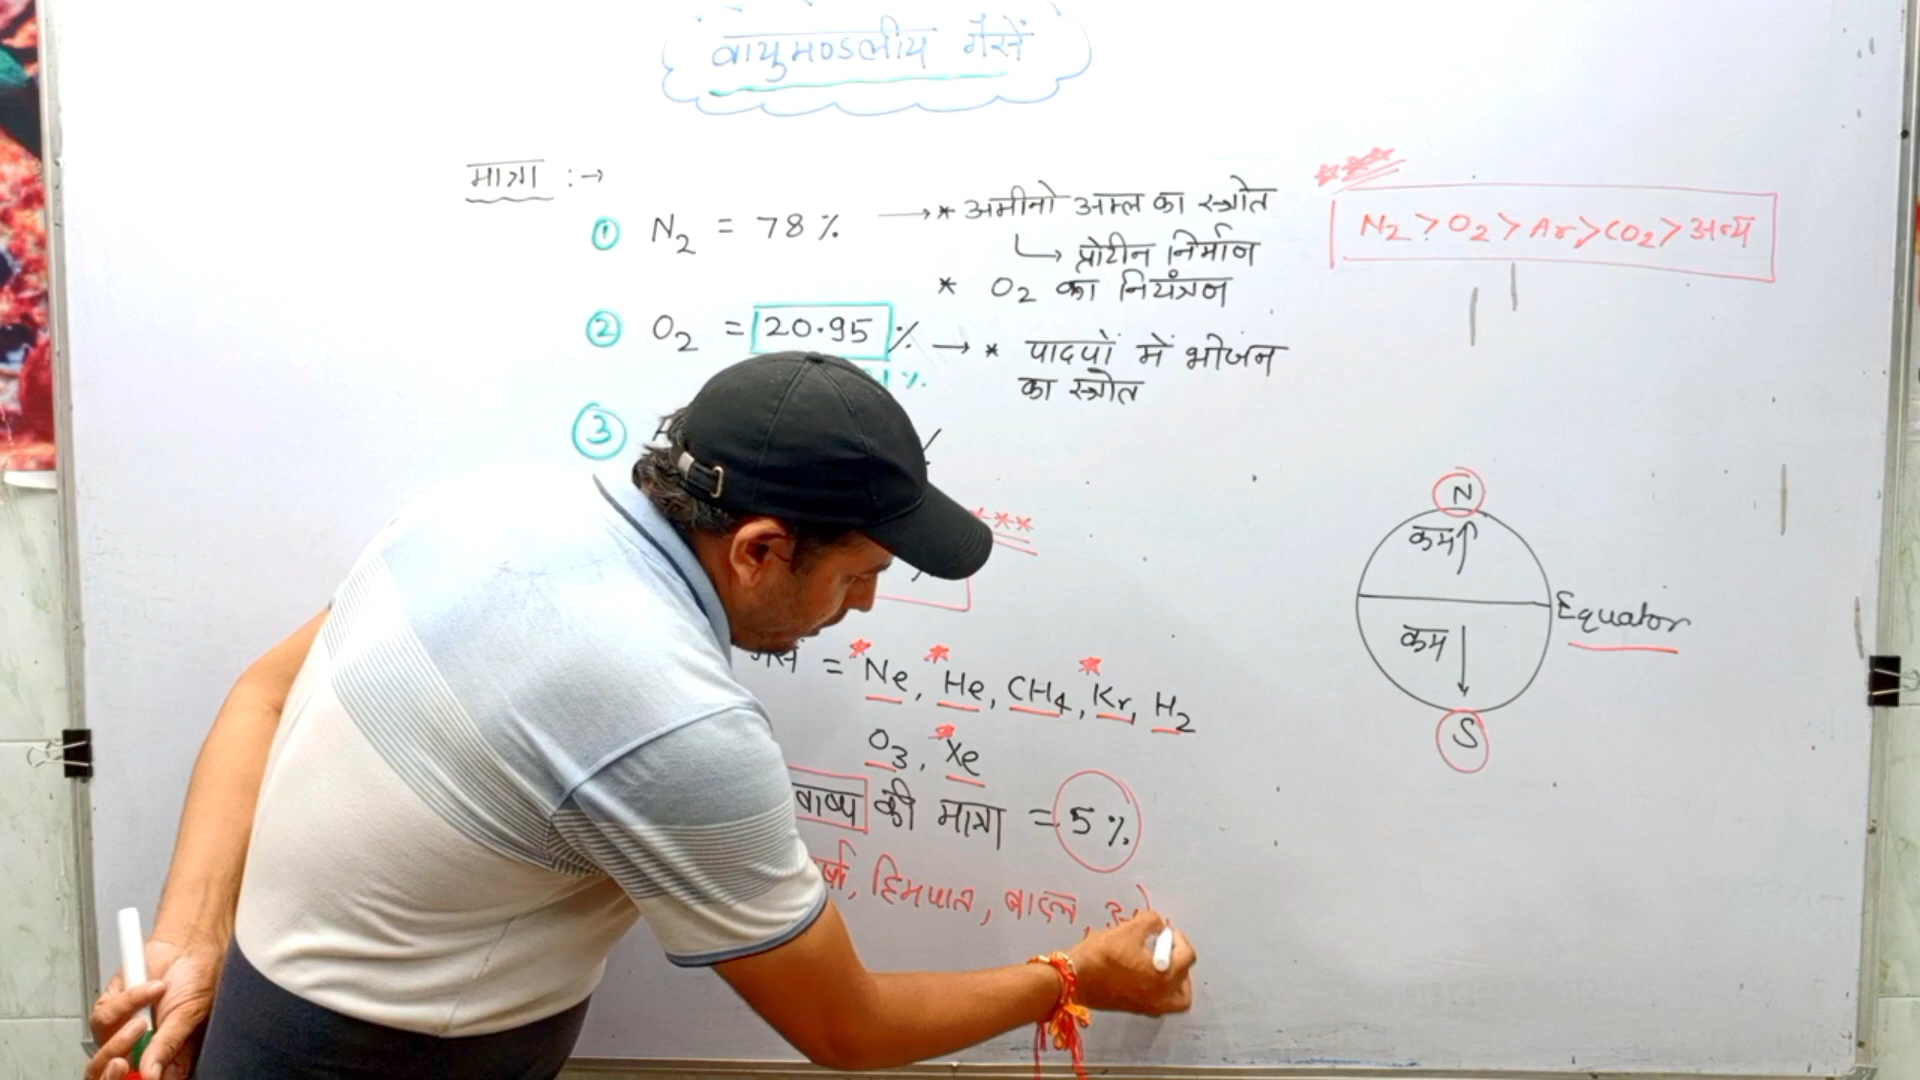 वायुमण्डलीय गैसें
मात्रा :→
① N2 = 78 % → * अमीनो अम्ल का स्त्रोत
↳ प्रोटीन निर्माण
* O2 का नियंत्रण
② O2 = 20.95 % → * पादपों में भोजन
का स्त्रोत
③
***
= Ne, He, CH4, Kr, H2
O3, Xe
वाष्प की मात्रा = 5 %
हिमपात, बादल,
N2 > O2 > Ar > CO2 > अन्य
N
कम
Equator
कम
S